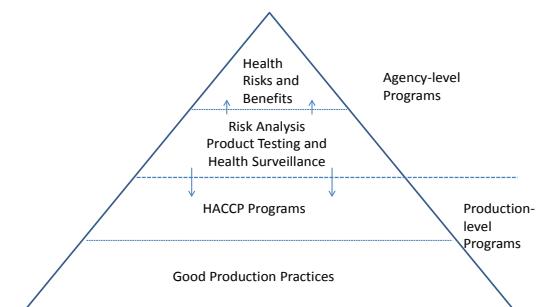 Health
Risks and
Benefits
Agency-level
Programs
Risk Analysis
Product Testing and
Health Surveillance
HACCP Programs
Production-
level
Programs
Good Production Practices